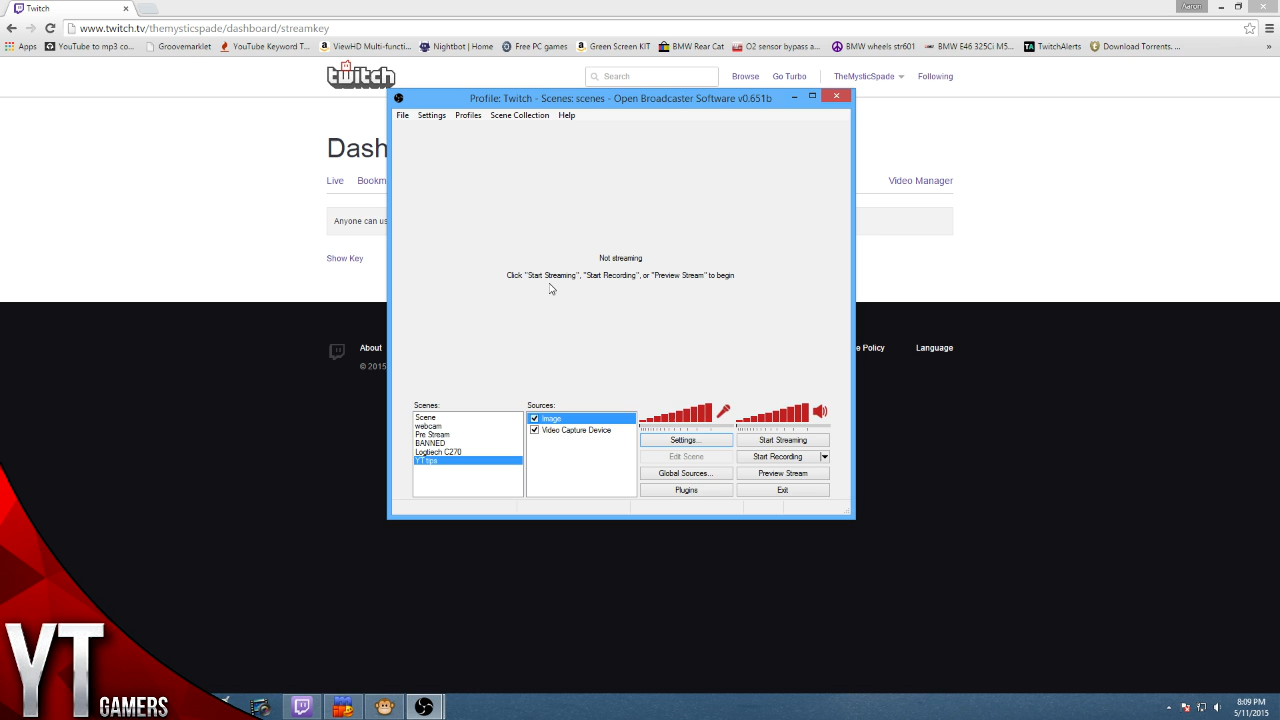 Twitch
Aaron
www.twitch.tv/themysticspade/dashboard/streamkey
Apps
YouTube to mp3 co...
Groovemarklet
YouTube Keyword T...
ViewHD Multi-functi...
Nightbot | Home
Free PC games
Green Screen KIT
BMW Rear Cat
O2 sensor bypass a...
BMW wheels str601
BMW E46 325Ci M5...
TwitchAlerts
Download Torrents, ...
»
twitch
Search
Browse
Go Turbo
TheMysticSpade
Following
Profile: Twitch - Scenes: scenes - Open Broadcaster Software v0.651b
File Settings Profiles Scene Collection Help
Dash
Live
Bookm
Video Manager
Anyone can us
Show Key
Not streaming
Click "Start Streaming", "Start Recording", or "Preview Stream" to begin
About
e Policy
Language
© 2015
Scenes:
Scene
webcam
Pre Stream
BANNED
Logtiech C270
YT tips
Sources:
Image
Video Capture Device
Settings...
Start Streaming
Edit Scene
Start Recording
Global Sources...
Preview Stream
Plugins
Exit
YT
GAMERS
8:09 PM
5/11/2015